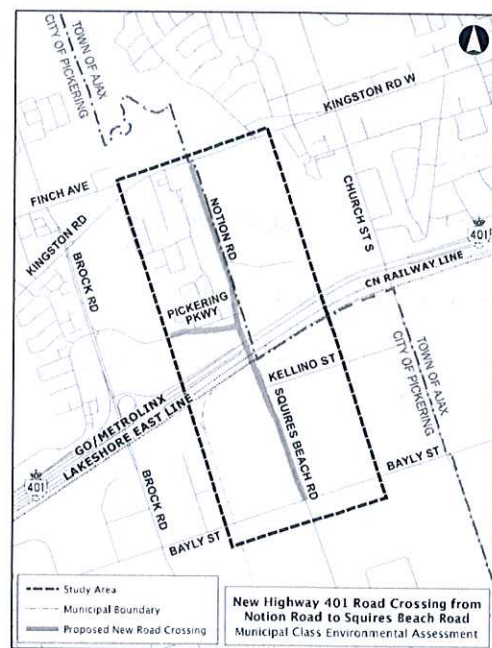 TOWN OF AJAX
CITY OF PICKERING
KINGSTON RD W
FINCH AVE
KINGSTON RD
NOTION RD
CHURCH ST S
401
BROCK RD
CN RAILWAY LINE
PICKERING
PKWY
KELLINO ST
TOWN OF AJAX
CITY OF PICKERING
GO/METROLINX
LAKESHORE EAST LINE
SQUIRES BEACH RD
401
BROCK RD
BAYLY ST
BAYLY ST
Study Area
Municipal Boundary
Proposed New Road Crossing
New Highway 401 Road Crossing from
Notion Road to Squires Beach Road
Municipal Class Environmental Assessment